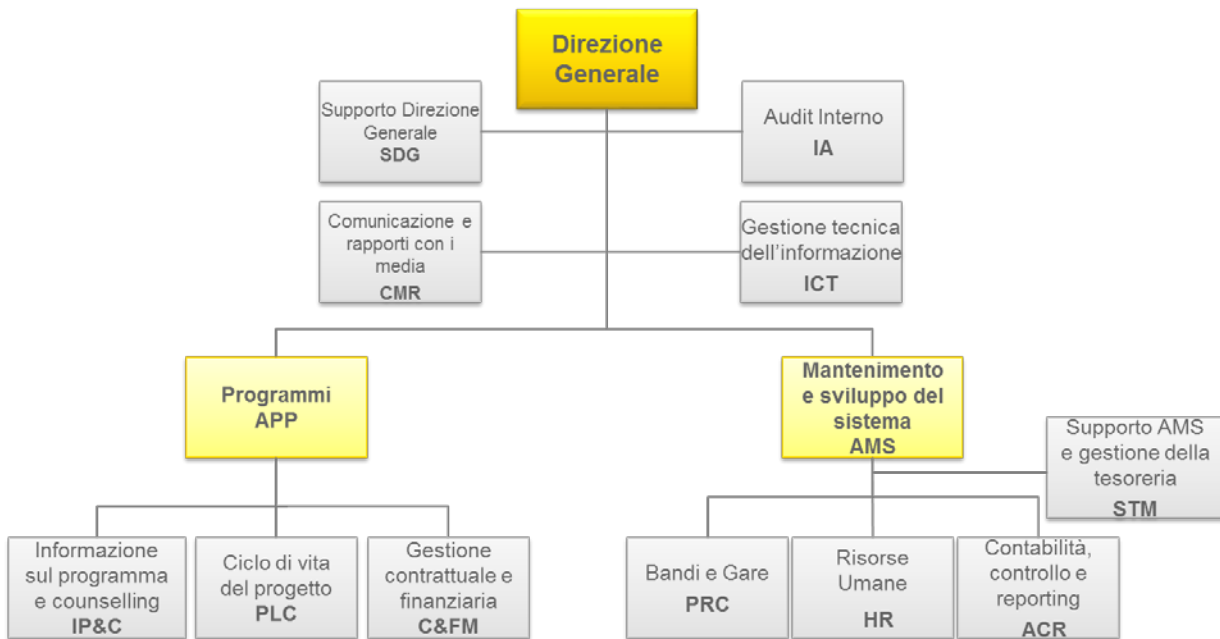 Direzione
Generale
Supporto Direzione
Generale
SDG
Audit Interno
IA
Comunicazione e
rapporti con i
media
CMR
Gestione tecnica
dell'informazione
ICT
Programmi
APP
Mantenimento
e sviluppo del
sistema
AMS
Supporto AMS
e gestione della
tesoreria
STM
Informazione
sul programma
e counselling
IP&C
Ciclo di vita
del progetto
PLC
Gestione
contrattuale e
finanziaria
C&FM
Bandi e Gare
PRC
Risorse
Umane
HR
Contabilità,
controllo e
reporting
ACR